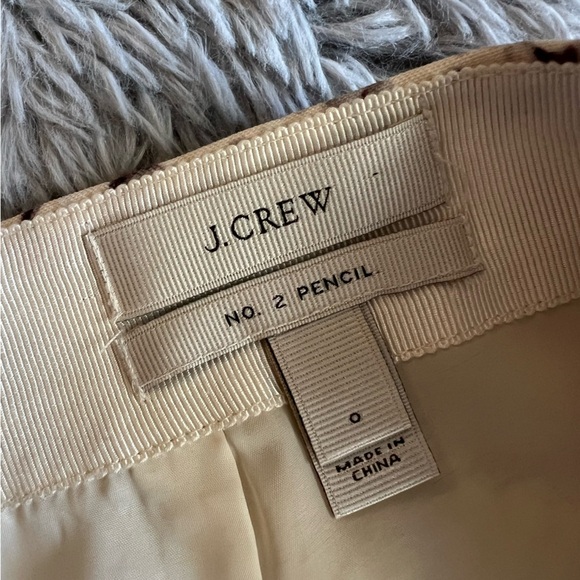 J.CREW
NO. 2 PENCIL.
0
MADE IN
CHINA